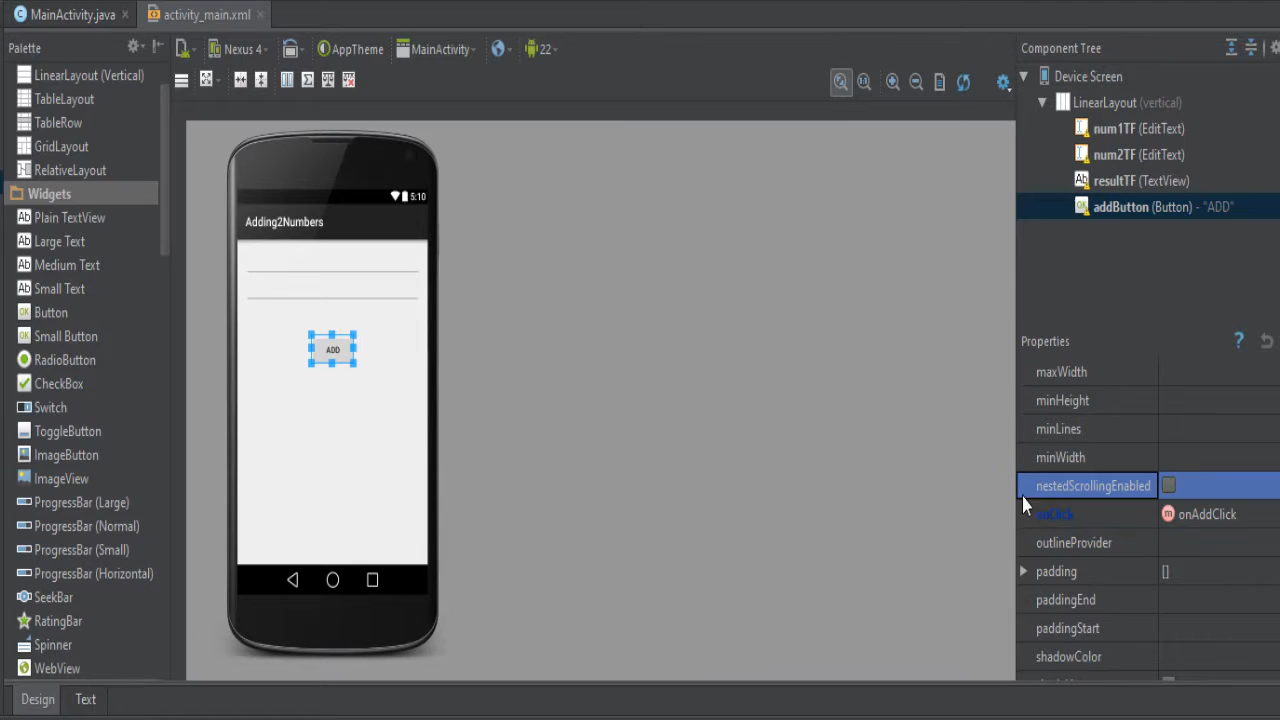 MainActivity.java
activity_main.xml
Palette
Nexus 4
AppTheme
MainActivity
22
Component Tree
LinearLayout (Vertical)
TableLayout
TableRow
GridLayout
RelativeLayout
Widgets
Plain TextView
Large Text
Medium Text
Small Text
Button
Small Button
RadioButton
CheckBox
Switch
ToggleButton
ImageButton
ImageView
ProgressBar (Large)
ProgressBar (Normal)
ProgressBar (Small)
ProgressBar (Horizontal)
SeekBar
RatingBar
Spinner
WebView
Design
Text
5:10
Adding2Numbers
ADD
Device Screen
LinearLayout (vertical)
num1TF (EditText)
num2TF (EditText)
Ab resultTF (TextView)
OK addButton (Button) - "ADD"
Properties
?
maxWidth
minHeight
minLines
minWidth
nestedScrollingEnabled
onClick
m onAddClick
outlineProvider
padding
[]
paddingEnd
paddingStart
shadowColor